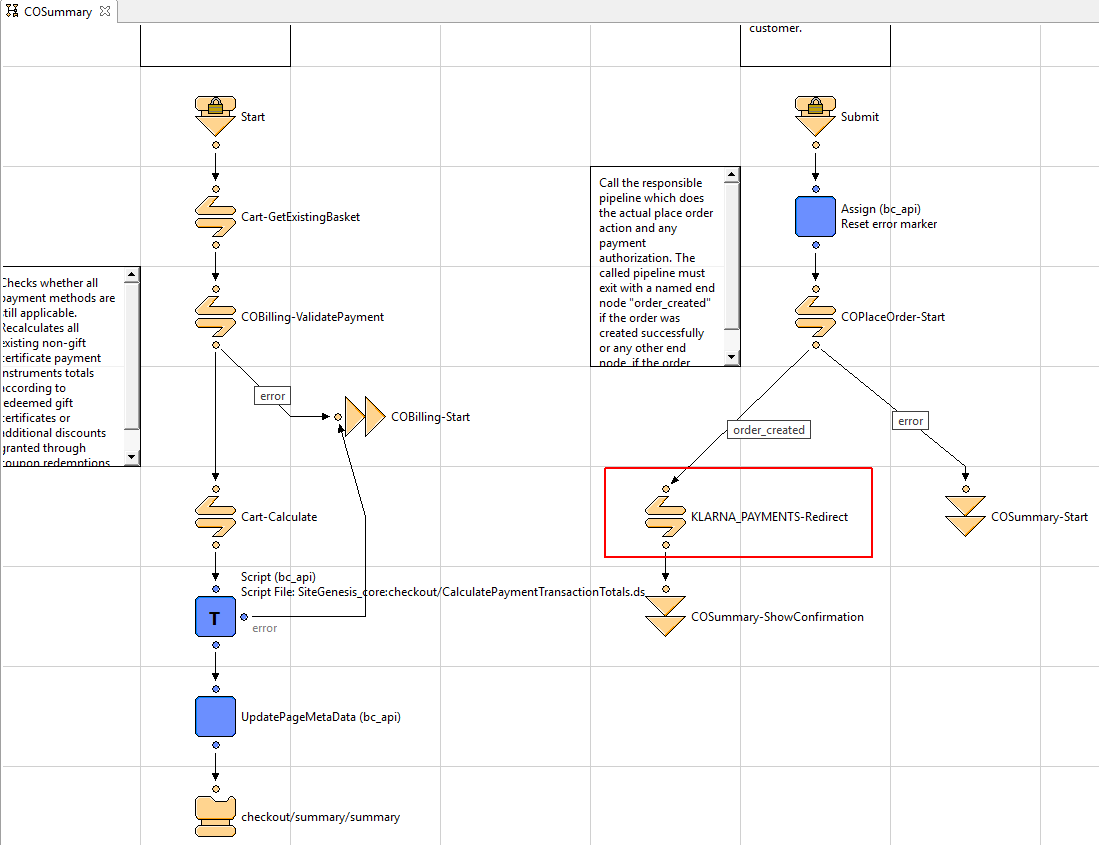 COSummary
customer.
Start
Submit
Cart-GetExistingBasket
Call the responsible
pipeline which does
the actual place order
action and any
payment
authorization. The
called pipeline must
exit with a named end
node "order_created"
if the order was
created successfully
or any other end
node, if the order
Assign (bc_api)
Reset error marker
Checks whether all
payment methods are
still applicable.
Recalculates all
existing non-gift
certificate payment
instruments totals
according to
redeemed gift
certificates or
additional discounts
granted through
coupon redemptions
COBilling-ValidatePayment
COPlaceOrder-Start
error
COBilling-Start
order_created
error
Cart-Calculate
KLARNA_PAYMENTS-Redirect
COSummary-Start
Script (bc_api)
Script File: SiteGenesis_core:checkout/CalculatePaymentTransactionTotals.ds
T
error
COSummary-ShowConfirmation
UpdatePageMetaData (bc_api)
checkout/summary/summary